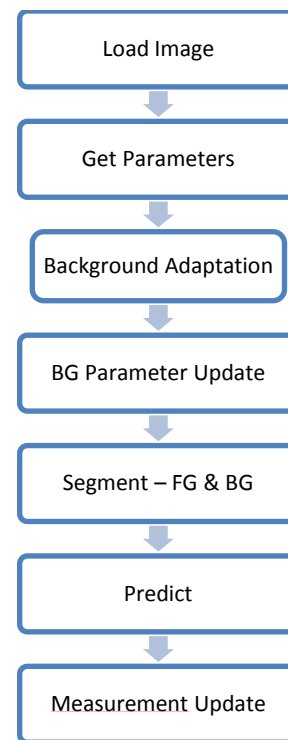 Load Image
Get Parameters
Background Adaptation
BG Parameter Update
Segment – FG & BG
Predict
Measurement Update